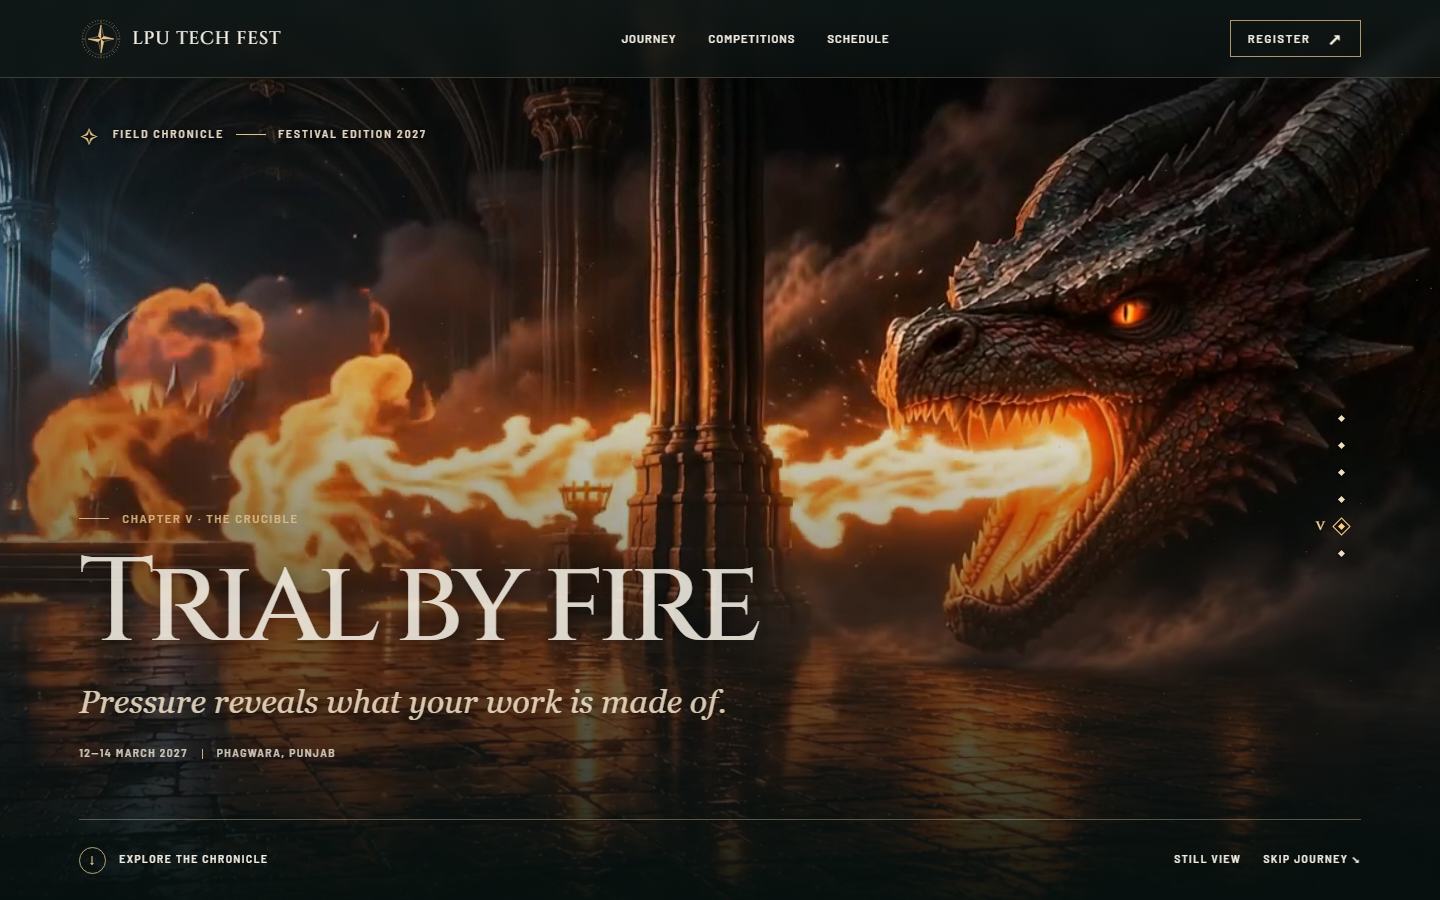 LPU TECH FEST
JOURNEY
COMPETITIONS
SCHEDULE
REGISTER ↗
FIELD CHRONICLE — FESTIVAL EDITION 2027
V
CHAPTER V · THE CRUCIBLE
TRIAL BY FIRE
Pressure reveals what your work is made of.
12–14 MARCH 2027 | PHAGWARA, PUNJAB
↓ EXPLORE THE CHRONICLE
STILL VIEW
SKIP JOURNEY ↘